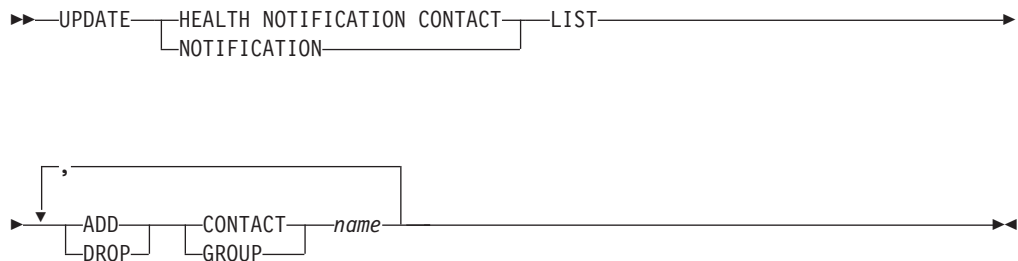 UPDATE HEALTH NOTIFICATION CONTACT LIST
NOTIFICATION
,
ADD CONTACT name
DROP GROUP